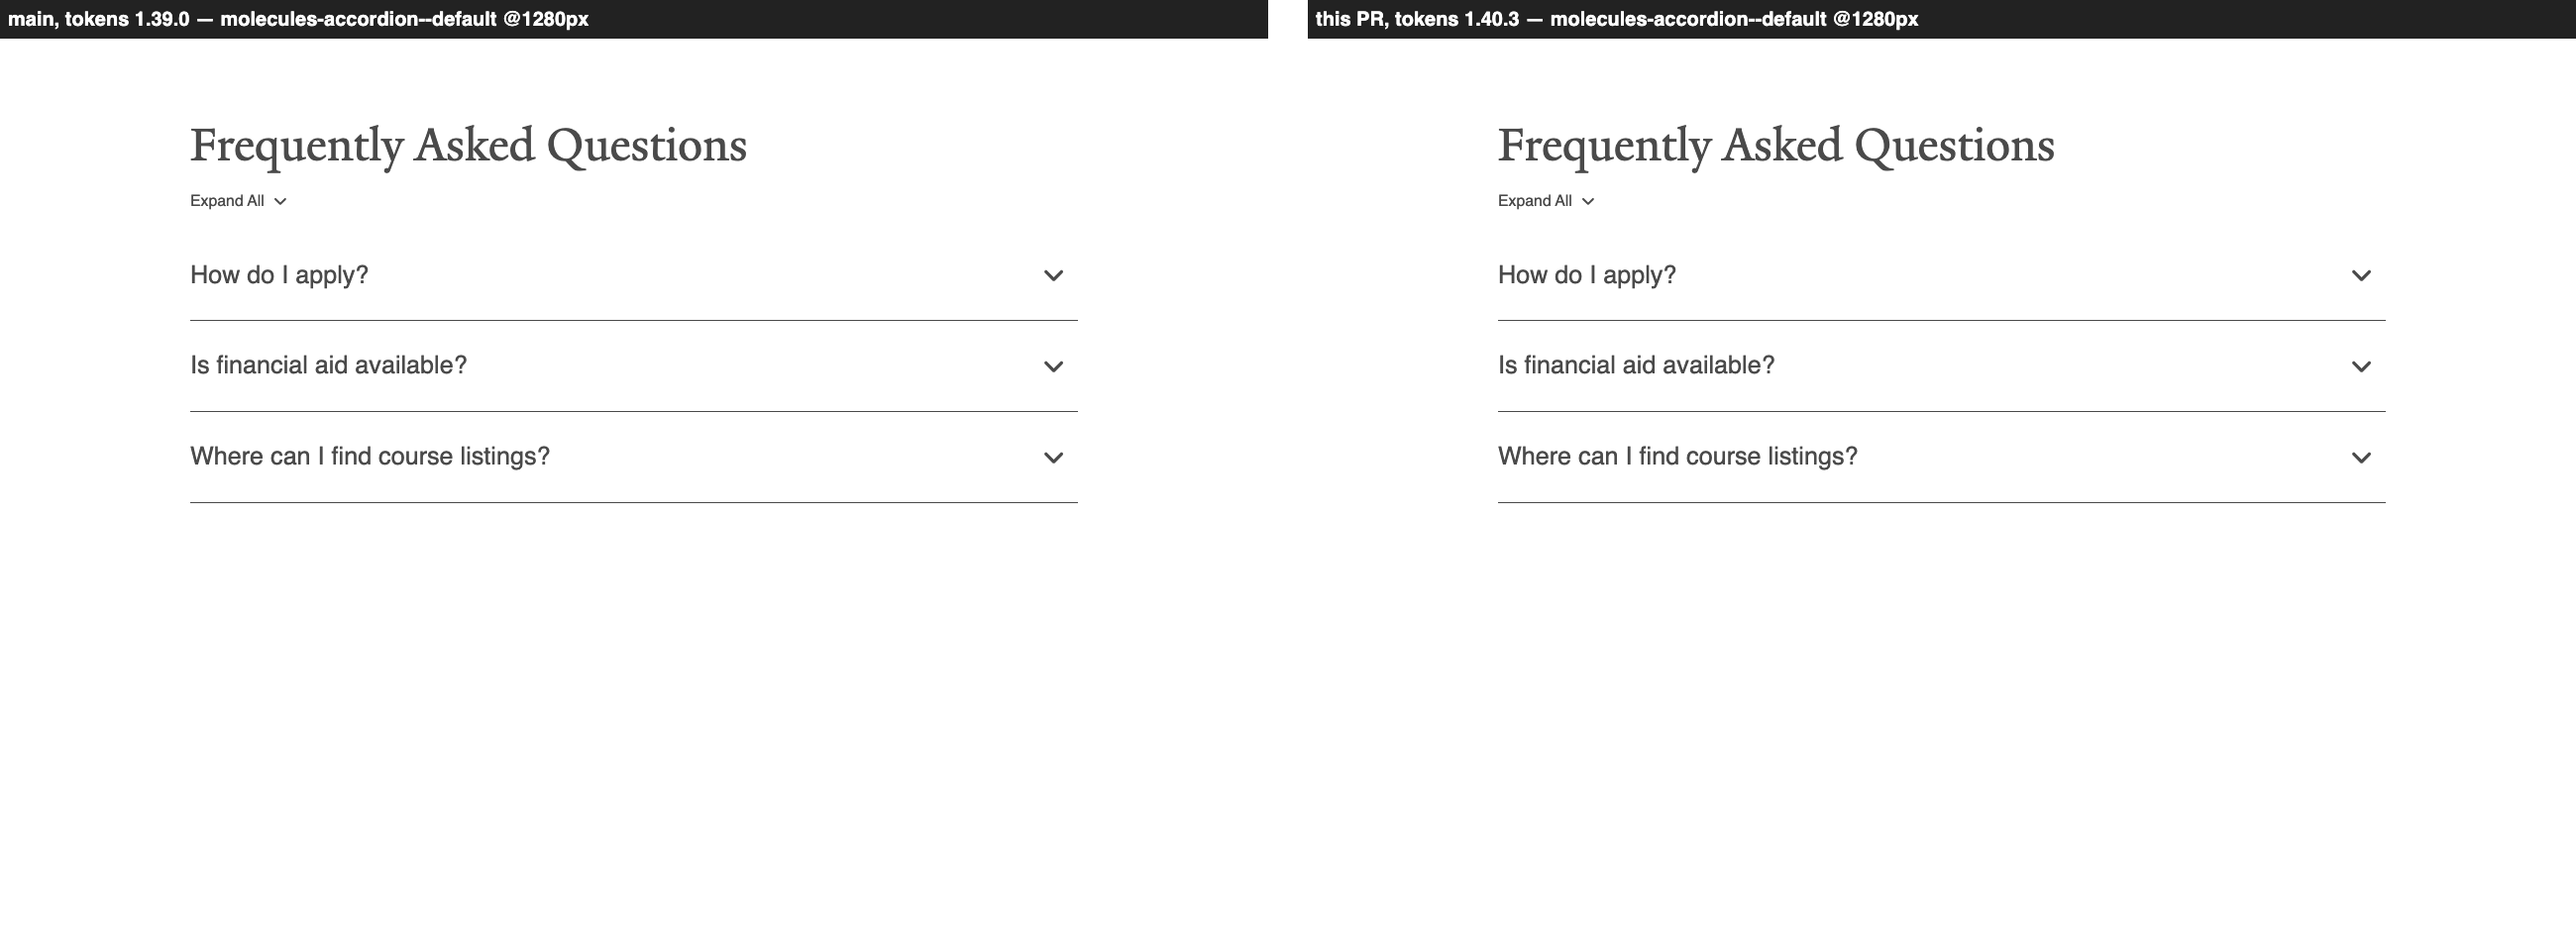 main, tokens 1.39.0 — molecules-accordion--default @1280px
Frequently Asked Questions
Expand All
How do I apply?
Is financial aid available?
Where can I find course listings?
this PR, tokens 1.40.3 — molecules-accordion--default @1280px
Frequently Asked Questions
Expand All
How do I apply?
Is financial aid available?
Where can I find course listings?